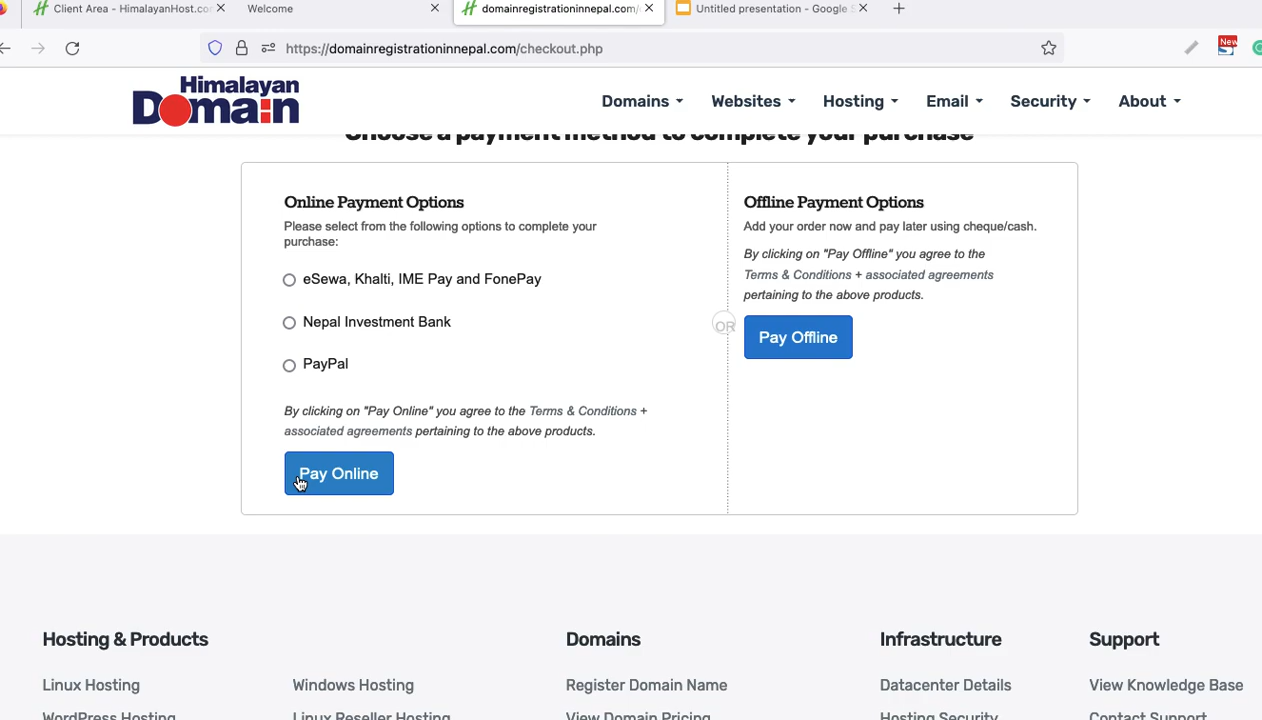 Client Area - HimalayanHost.co
Welcome
domainregistrationinnepal.com/
Untitled presentation - Google S
https://domainregistrationinnepal.com/checkout.php
New
Himalayan
Domain
Domains
Websites
Hosting
Email
Security
About
Choose a payment method to complete your purchase
Online Payment Options
Please select from the following options to complete your
purchase:
eSewa, Khalti, IME Pay and FonePay
Nepal Investment Bank
PayPal
By clicking on "Pay Online" you agree to the Terms & Conditions +
associated agreements pertaining to the above products.
Pay Online
OR
Offline Payment Options
Add your order now and pay later using cheque/cash.
By clicking on "Pay Offline" you agree to the
Terms & Conditions + associated agreements
pertaining to the above products.
Pay Offline
Hosting & Products
Linux Hosting
WordPress Hosting
Windows Hosting
Linux Reseller Hosting
Domains
Register Domain Name
View Domain Pricing
Infrastructure
Datacenter Details
Hosting Security
Support
View Knowledge Base
Contact Support